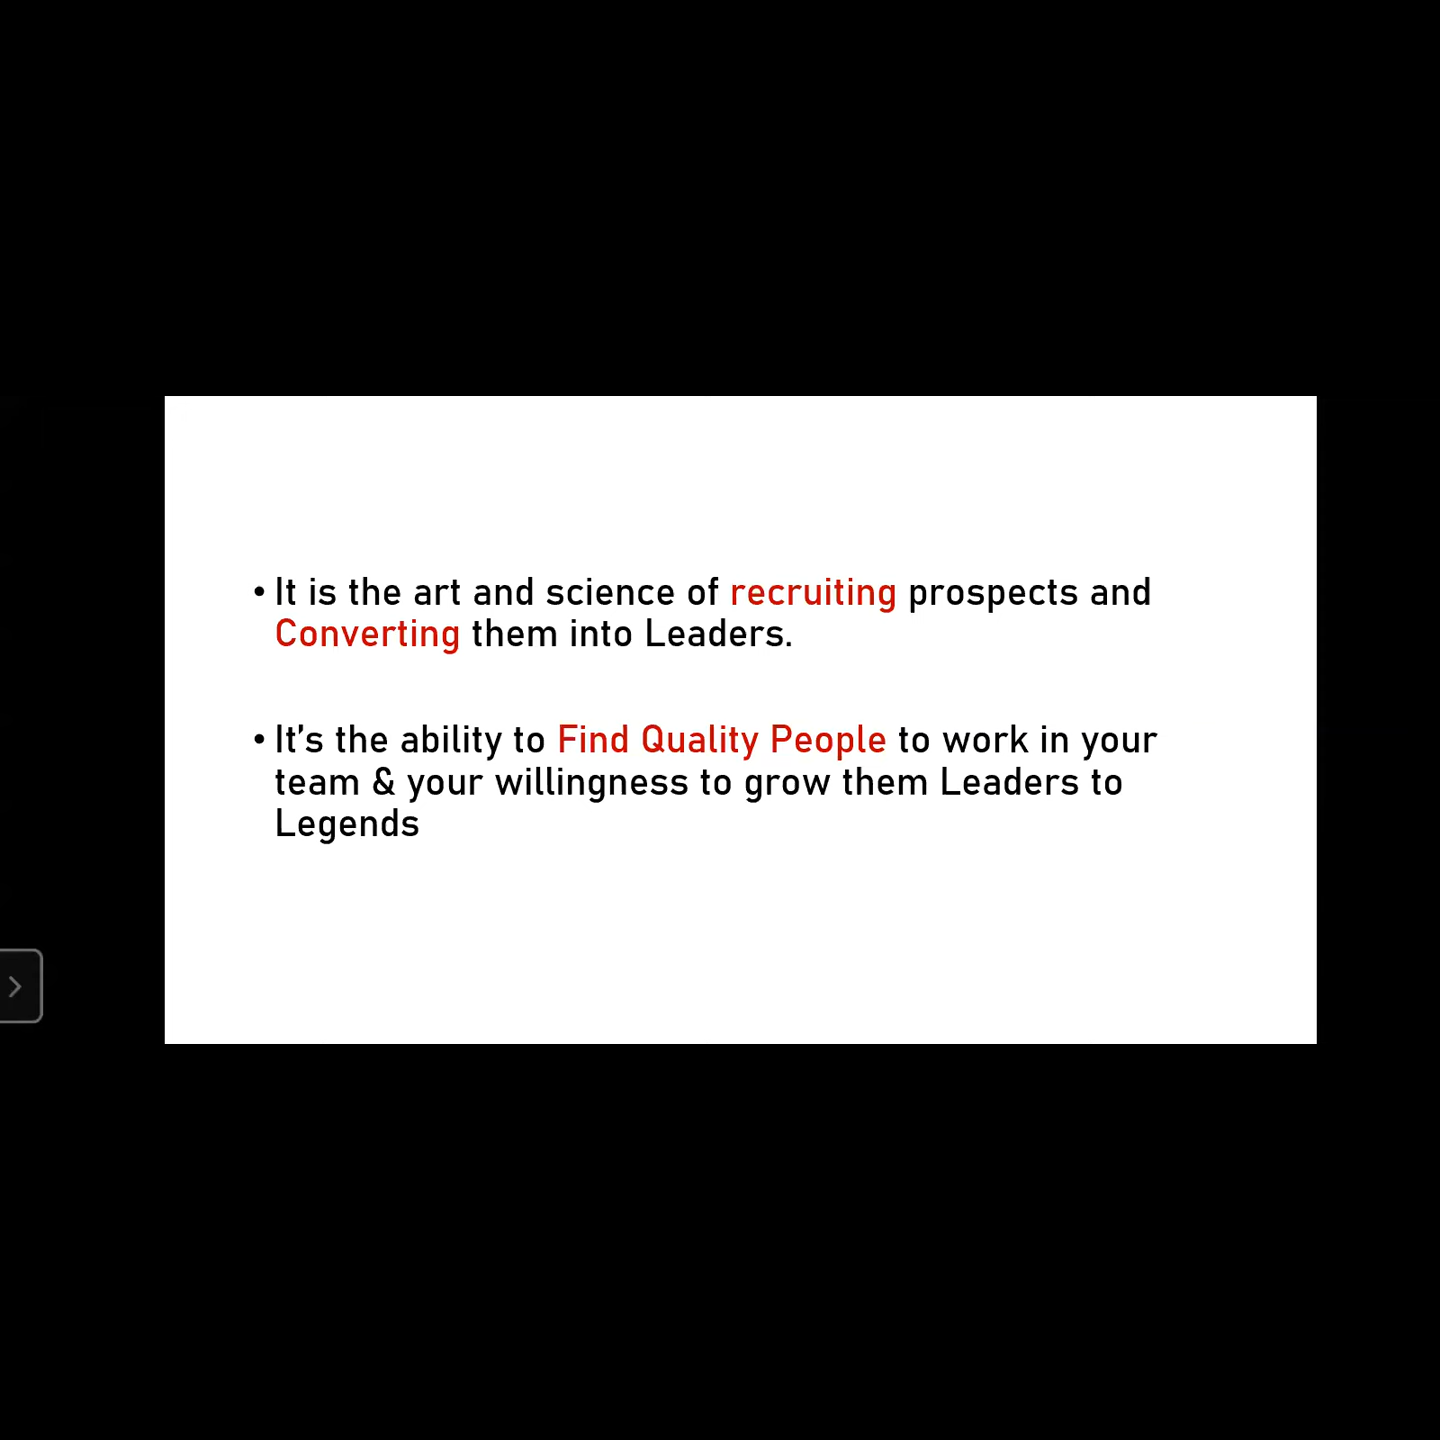 • It is the art and science of recruiting prospects and
Converting them into Leaders.
• It's the ability to Find Quality People to work in your
team & your willingness to grow them Leaders to
Legends